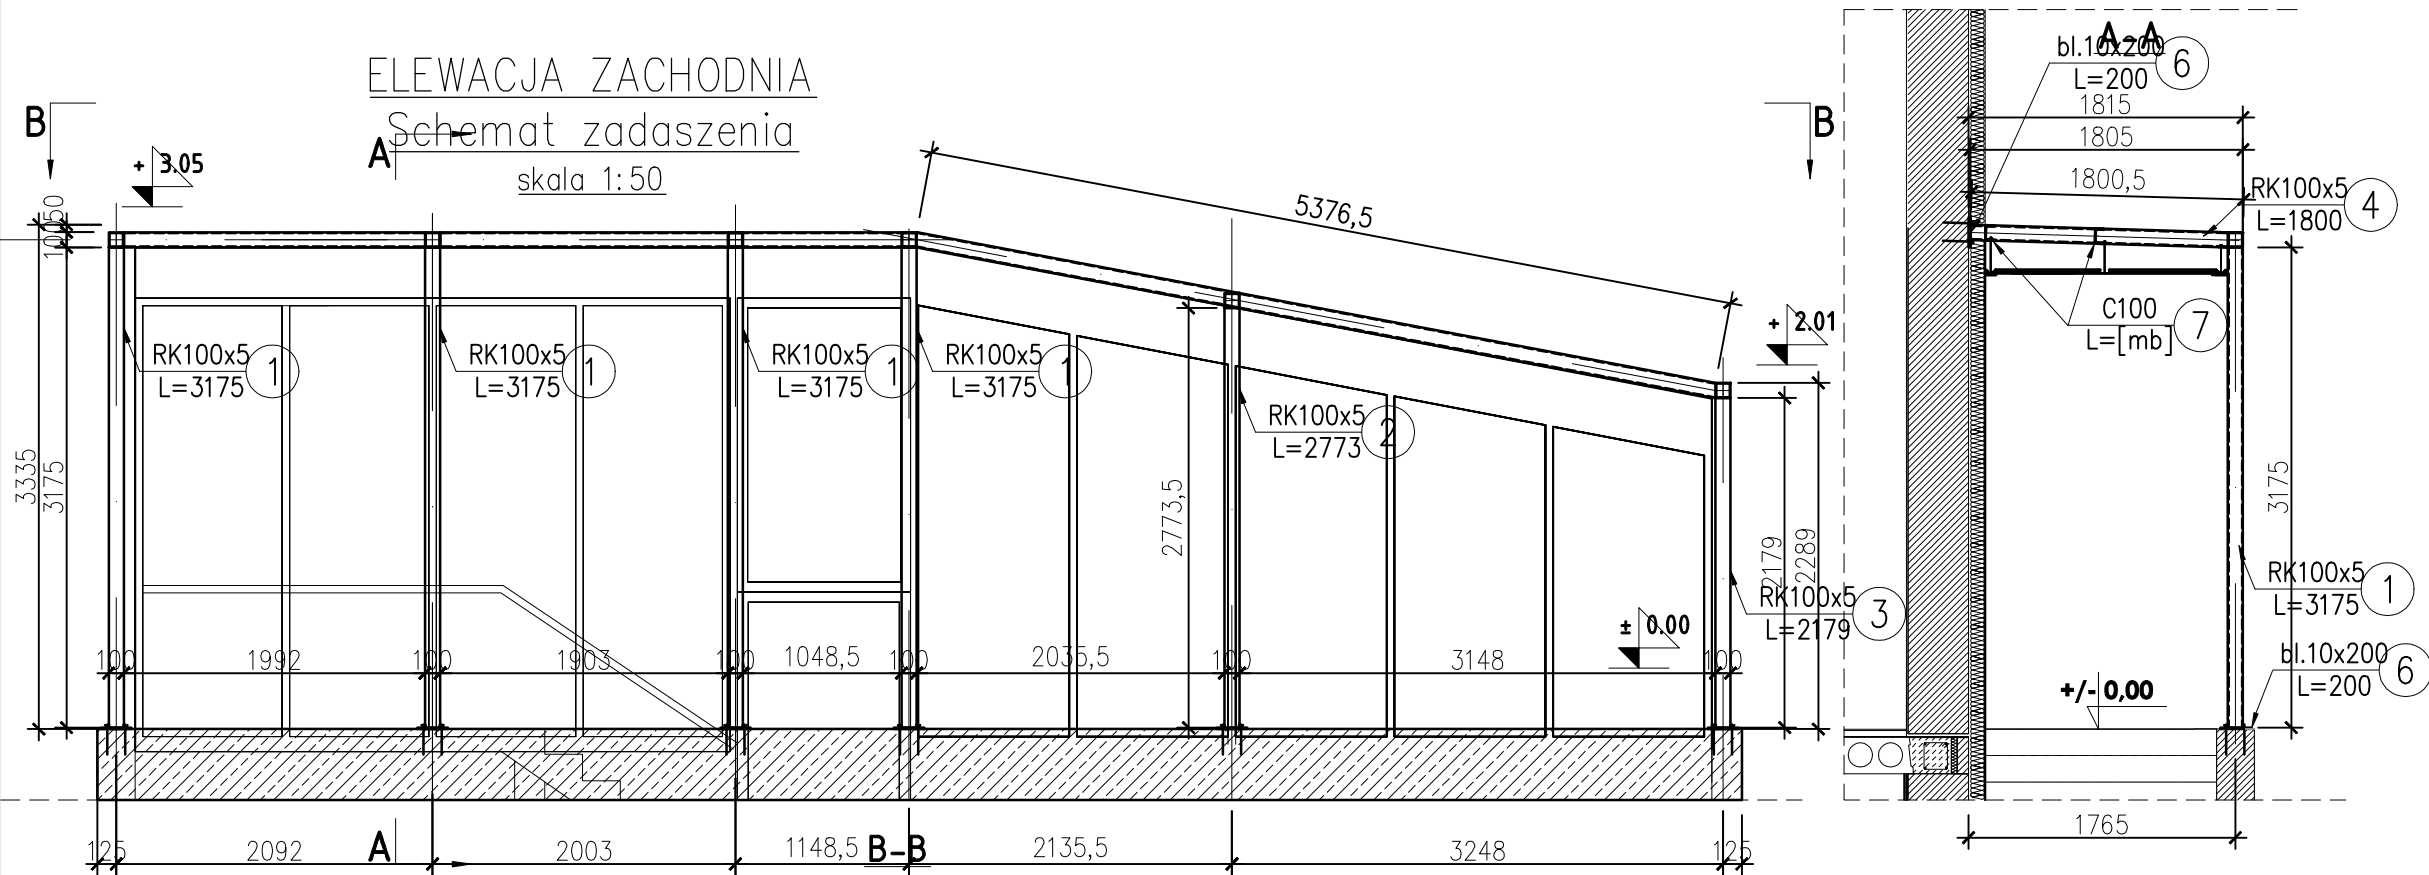 ELEWACJA ZACHODNIA
Schemat zadaszenia
skala 1:50
B
A
B
A-A
bl.10x200
L=200
6
1815
1805
1800,5
RK100x5
L=1800
4
+ 3.05
50
100
5376,5
+ 2.01
C100
L=[mb]
7
RK100x5
L=3175
1
RK100x5
L=3175
1
RK100x5
L=3175
1
RK100x5
L=3175
1
RK100x5
L=2773
2
3335
3175
2773,5
2179
2289
3175
RK100x5
L=2179
3
RK100x5
L=3175
1
± 0.00
bl.10x200
L=200
6
+/- 0,00
100
1992
100
1903
100
1048,5
100
2035,5
100
3148
100
125
2092
A
2003
1148,5
B-B
2135,5
3248
125
1765